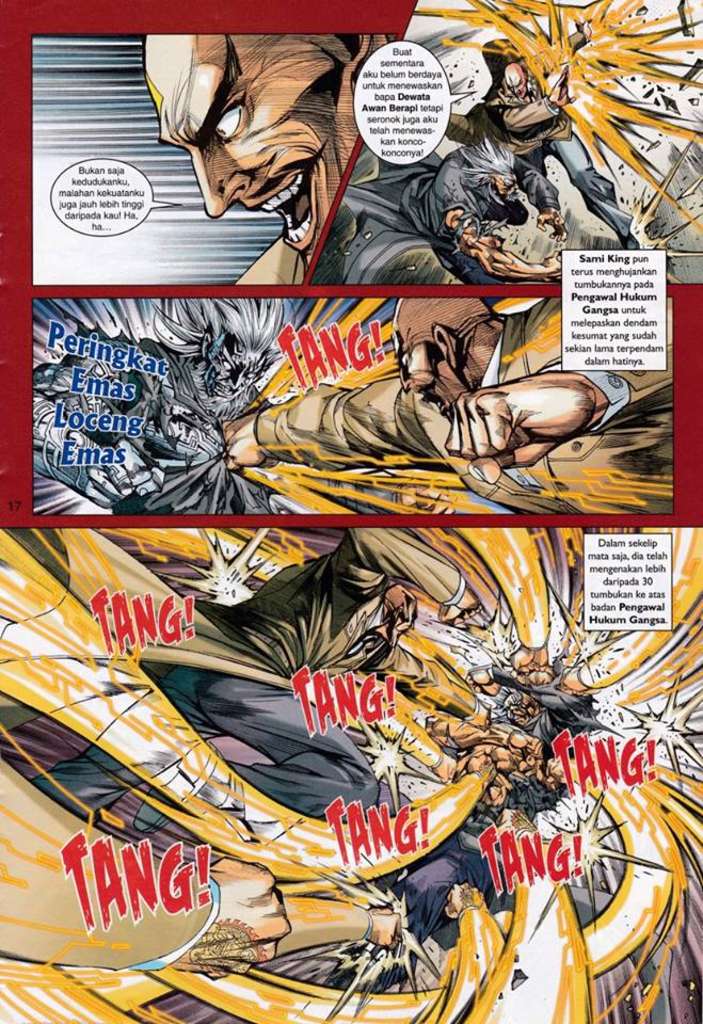 Bukan saja
kedudukanku,
malahan kekuatanku
juga jauh lebih tinggi
daripada kau! Ha,
ha...
Buat
sementara
aku belum berdaya
untuk menewaskan
bapa Dewata
Awan Berapi tetapi
seronok juga aku
telah menewas-
kan konco-
konconya!
Sami King pun
terus menghujankan
tumbukannya pada
Pengawal Hukum
Gangsa untuk
melepaskan dendam
kesumat yang sudah
sekian lama terpendam
dalam hatinya.
Peringkat
Emas
Loceng
Emas
TANG!
17
Dalam sekelip
mata saja, dia telah
mengenakan lebih
daripada 30
tumbukan ke atas
badan Pengawal
Hukum Gangsa.
TANG!
TANG!
TANG!
TANG!
TANG!
TANG!